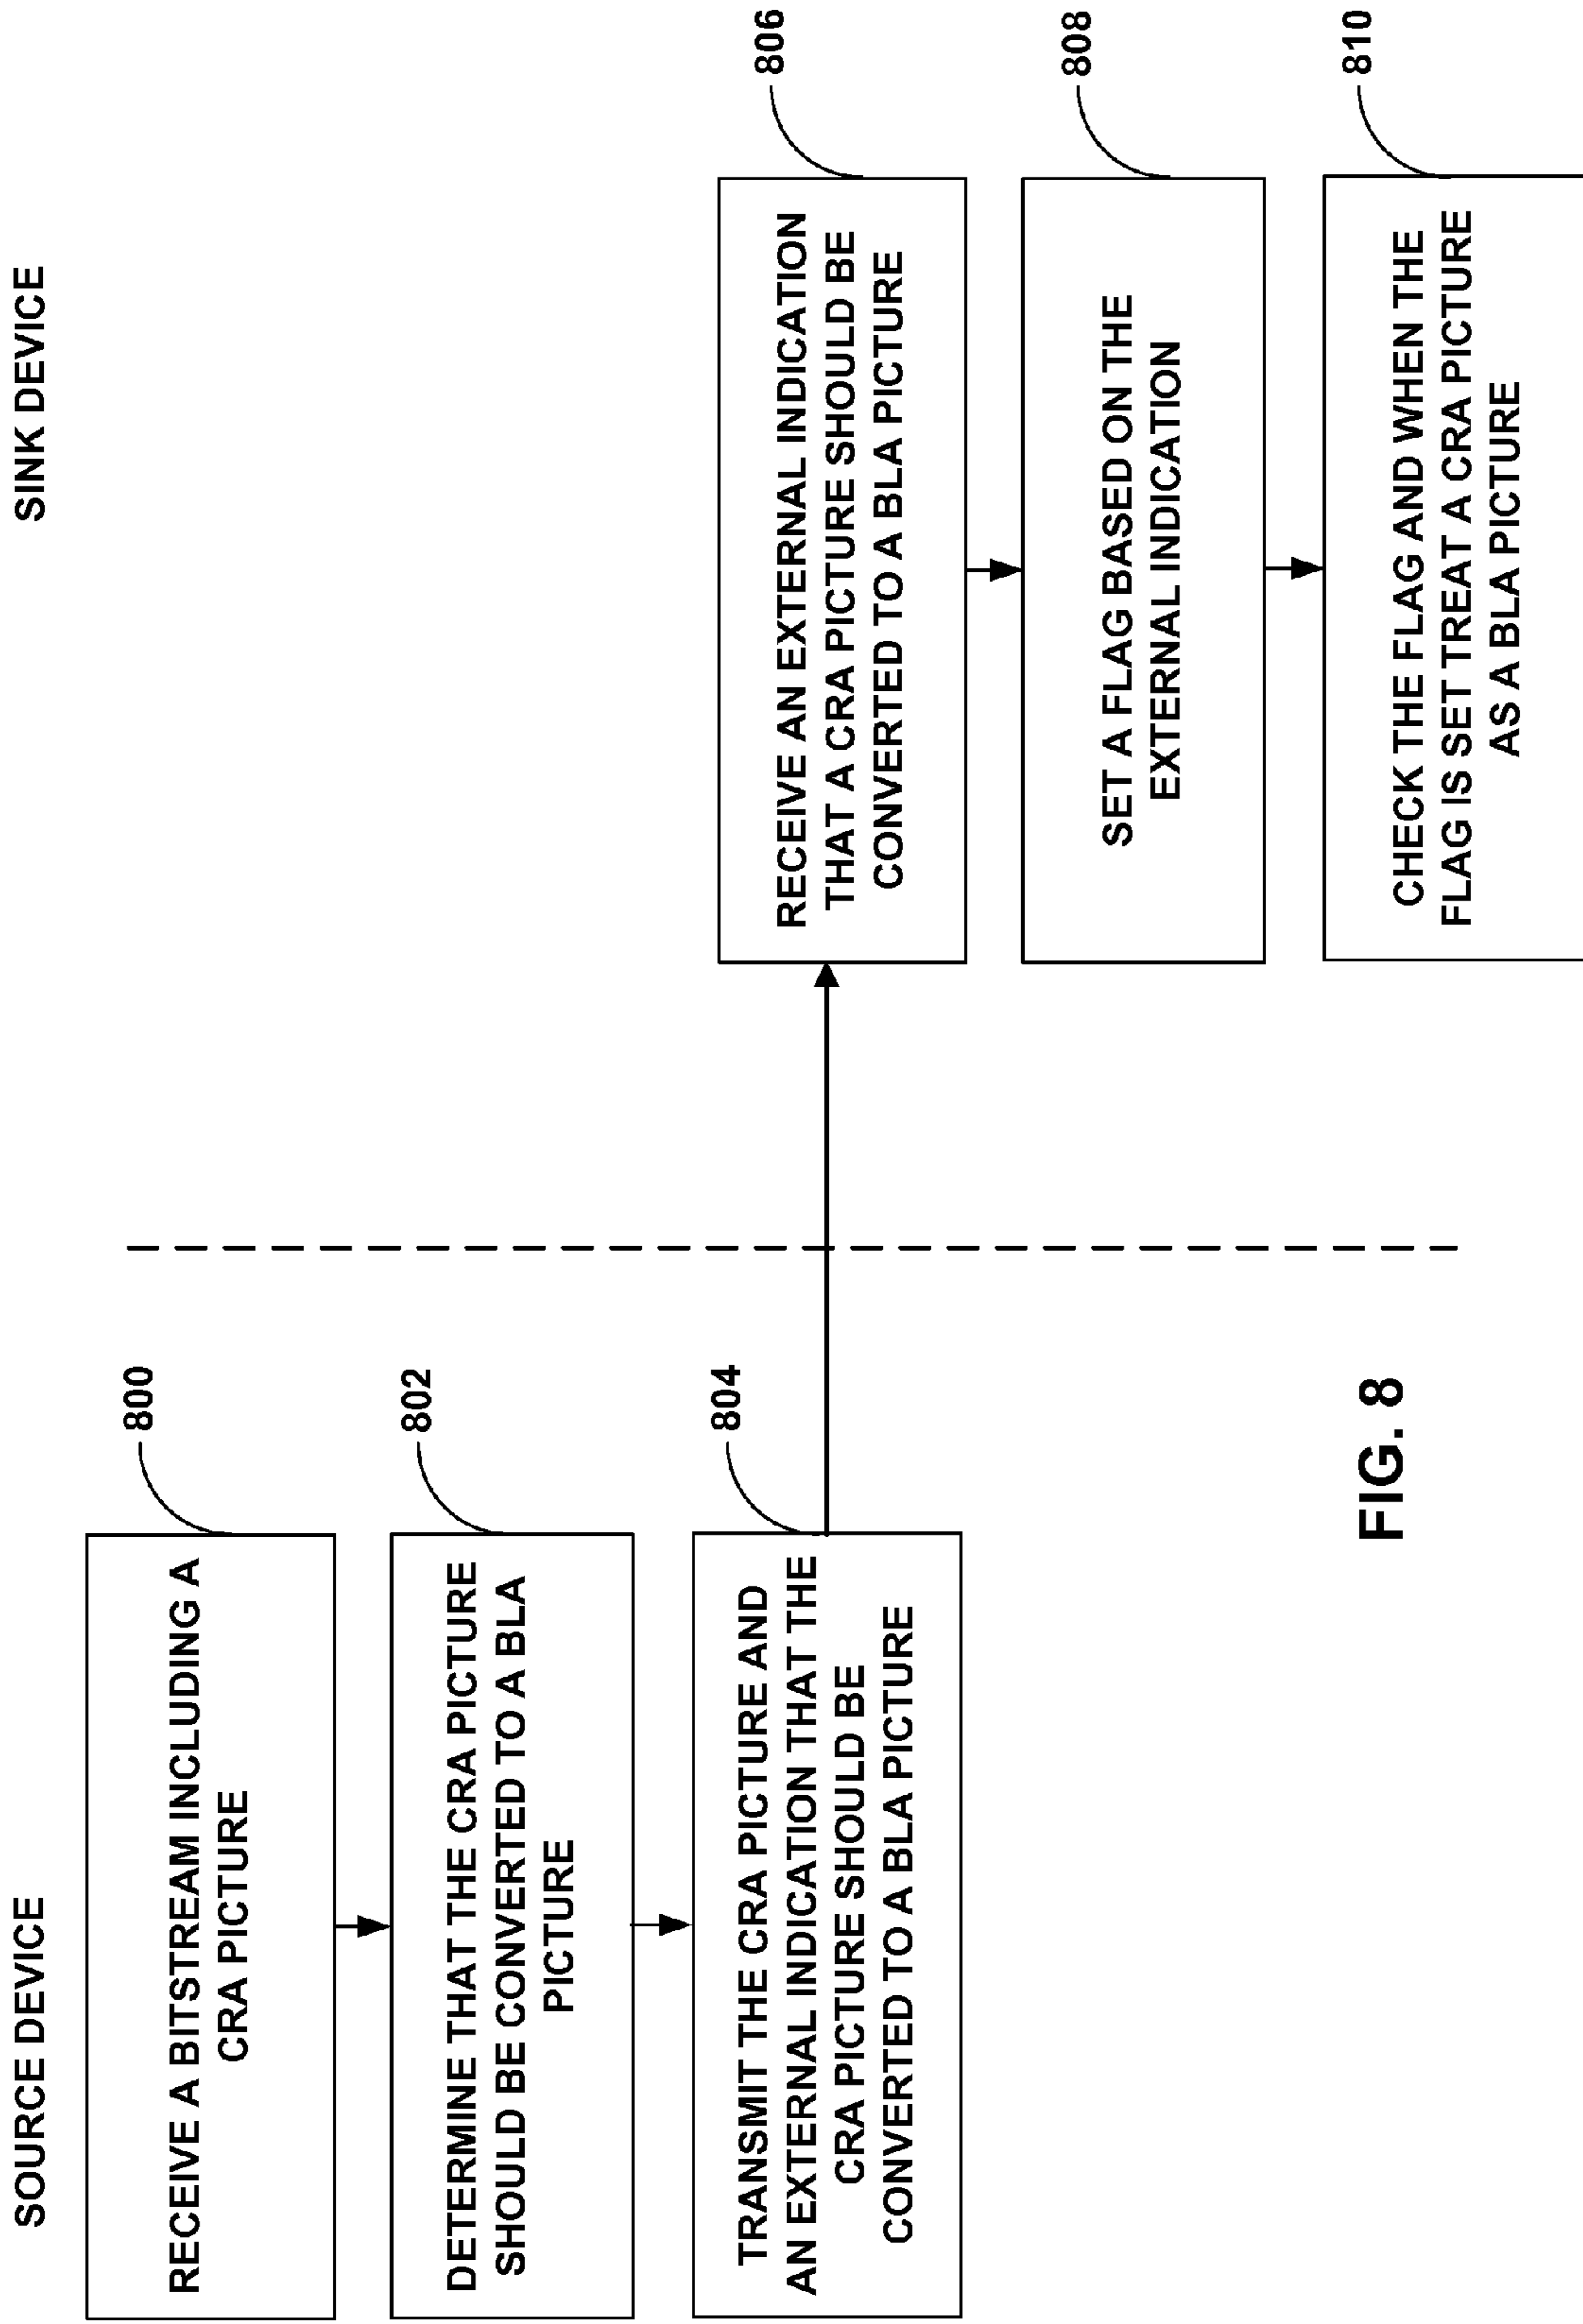 SOURCE DEVICE
RECEIVE A BITSTREAM INCLUDING A
CRA PICTURE
800
DETERMINE THAT THE CRA PICTURE
SHOULD BE CONVERTED TO A BLA
PICTURE
802
TRANSMIT THE CRA PICTURE AND
AN EXTERNAL INDICATION THAT THE
CRA PICTURE SHOULD BE
CONVERTED TO A BLA PICTURE
804
SINK DEVICE
RECEIVE AN EXTERNAL INDICATION
THAT A CRA PICTURE SHOULD BE
CONVERTED TO A BLA PICTURE
806
SET A FLAG BASED ON THE
EXTERNAL INDICATION
808
CHECK THE FLAG AND WHEN THE
FLAG IS SET TREAT A CRA PICTURE
AS A BLA PICTURE
810
FIG. 8